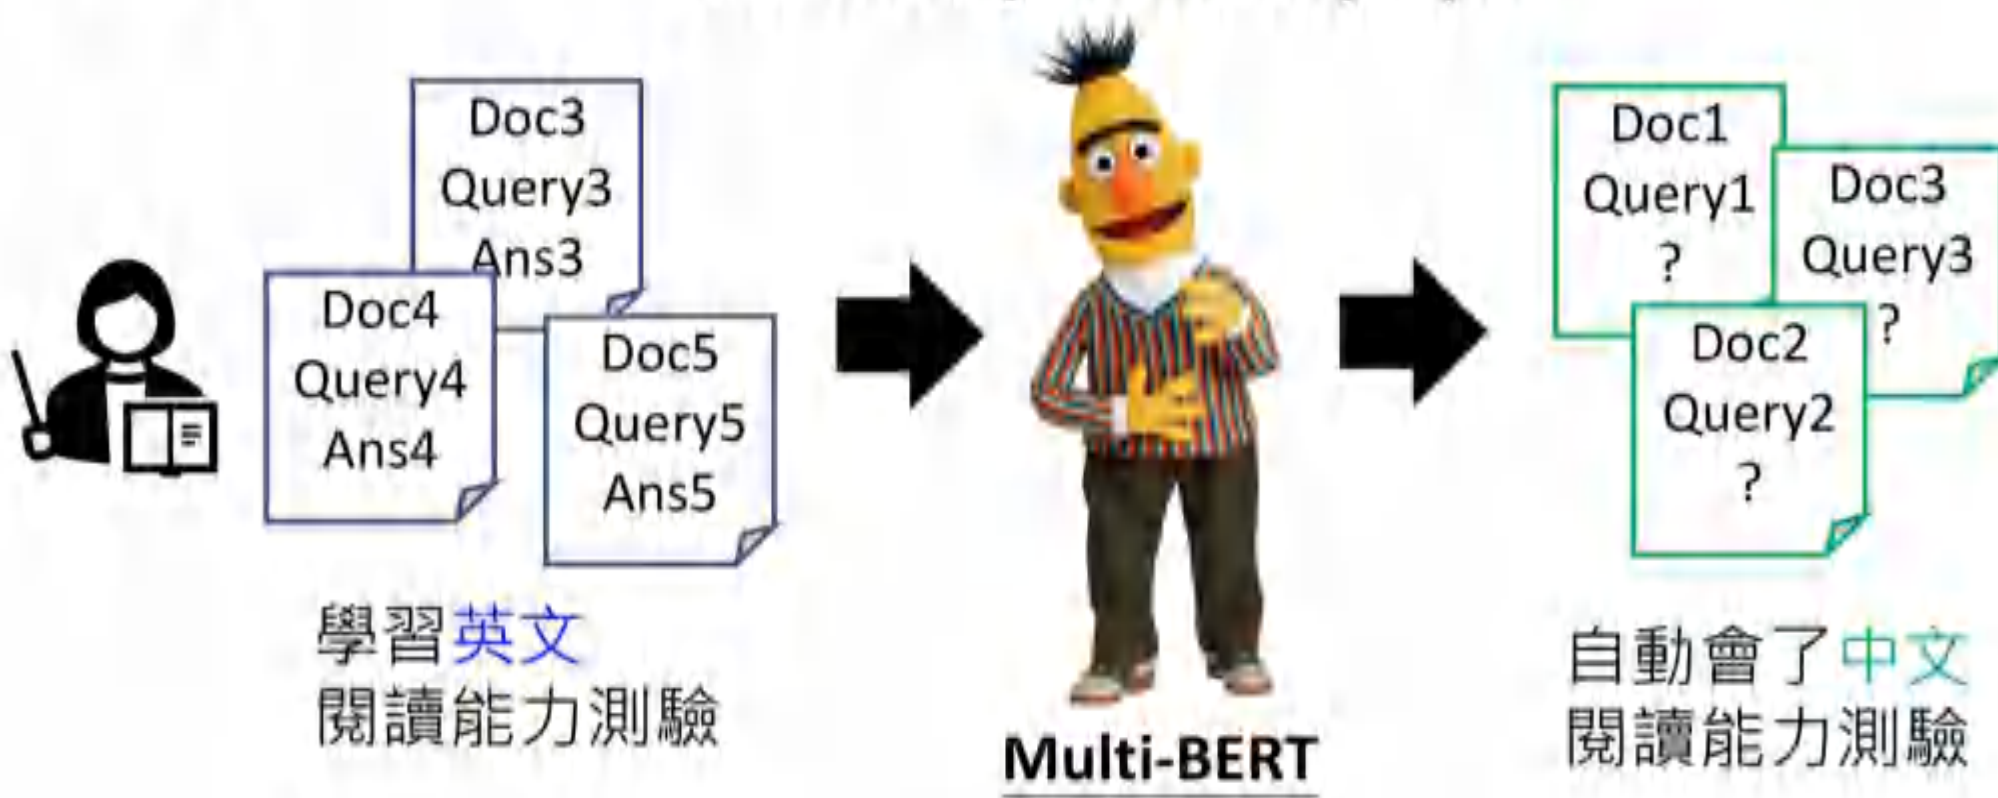 Doc3
Query3
Ans3
Doc4
Query4
Ans4
Doc5
Query5
Ans5
學習英文
閱讀能力測驗
Multi-BERT
Doc1
Query1
?
Doc3
Query3
?
Doc2
Query2
?
自動會了中文
閱讀能力測驗